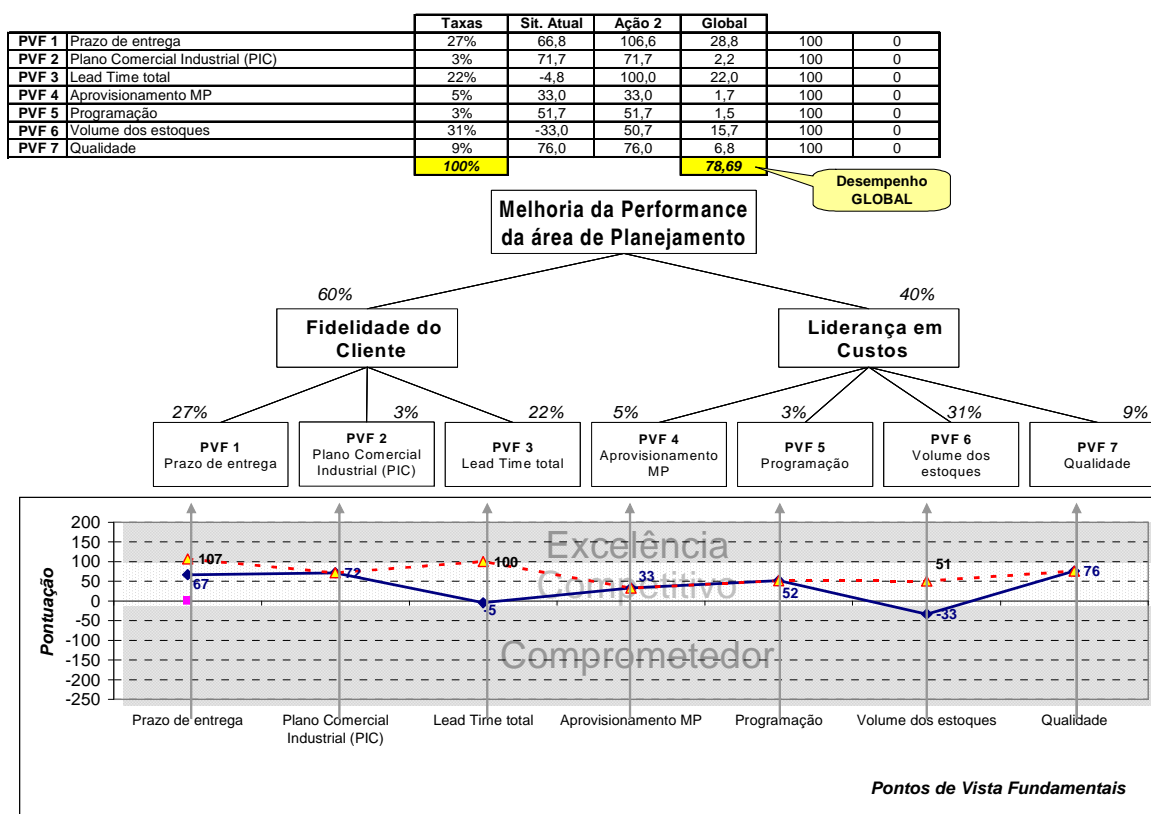 Taxas Sit. Atual Ação 2 Global
PVF 1 Prazo de entrega 27% 66,8 106,6 28,8 100 0
PVF 2 Plano Comercial Industrial (PIC) 3% 71,7 71,7 2,2 100 0
PVF 3 Lead Time total 22% -4,8 100,0 22,0 100 0
PVF 4 Aprovisionamento MP 5% 33,0 33,0 1,7 100 0
PVF 5 Programação 3% 51,7 51,7 1,5 100 0
PVF 6 Volume dos estoques 31% -33,0 50,7 15,7 100 0
PVF 7 Qualidade 9% 76,0 76,0 6,8 100 0
100% 78,69
Desempenho
GLOBAL
Melhoria da Performance
da área de Planejamento
60% 40%
Fidelidade do
Cliente
Liderança em
Custos
27% 3% 22% 5% 3% 31% 9%
PVF 1
Prazo de entrega
PVF 2
Plano Comercial
Industrial (PIC)
PVF 3
Lead Time total
PVF 4
Aprovisionamento
MP
PVF 5
Programação
PVF 6
Volume dos
estoques
PVF 7
Qualidade
Pontuação
200
150
100
50
0
-50
-100
-150
-200
-250
Excelência
Competitivo
Comprometedor
107
67
72
100
-5
33
52
51
-33
76
Prazo de entrega
Plano Comercial
Industrial (PIC)
Lead Time total
Aprovisionamento MP
Programação
Volume dos estoques
Qualidade
Pontos de Vista Fundamentais